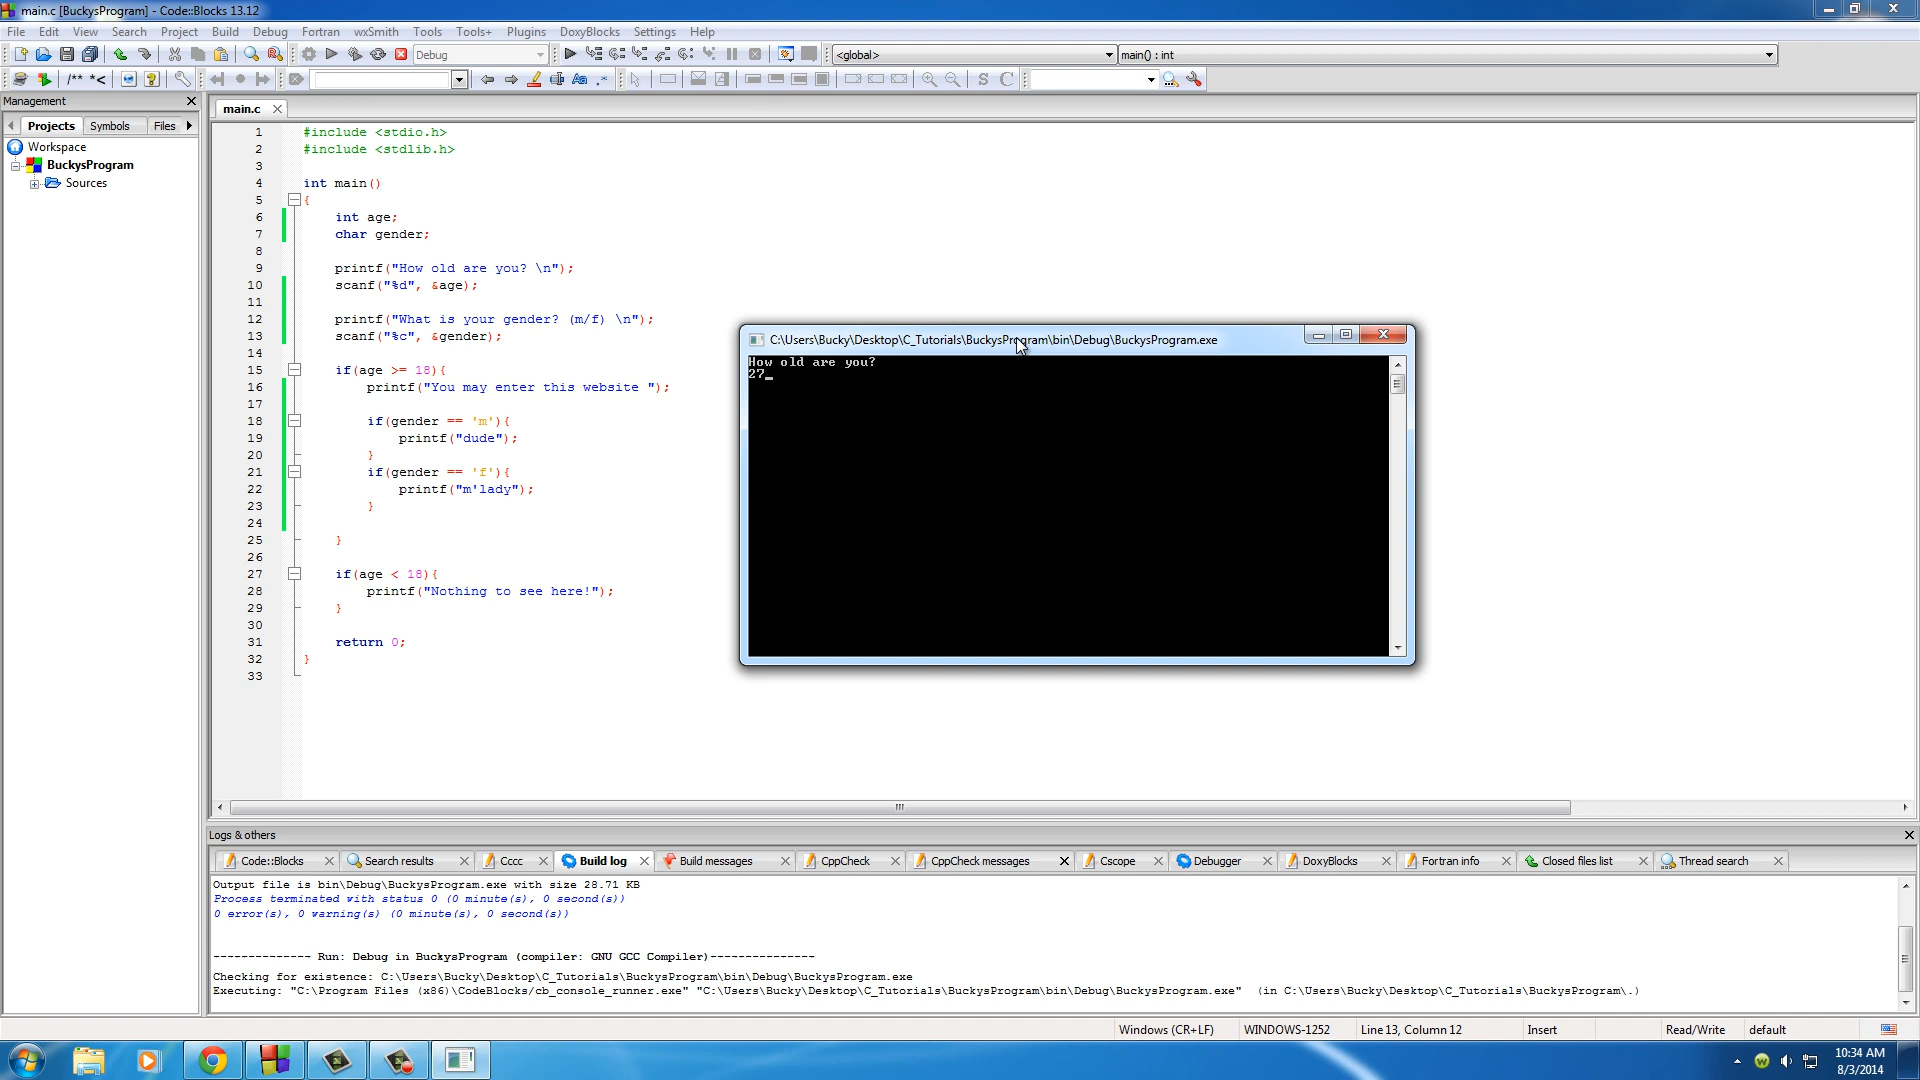 main.c [BuckysProgram] - Code::Blocks 13.12
File Edit View Search Project Build Debug Fortran wxSmith Tools Tools+ Plugins DoxyBlocks Settings Help
Debug
<global>
main() : int
/** *<
Aa .*
S C
Management
main.c
Projects Symbols Files
Workspace
BuckysProgram
Sources
1 #include <stdio.h>
2 #include <stdlib.h>
3
4 int main()
5 {
6 int age;
7 char gender;
8
9 printf("How old are you? \n");
10 scanf("%d", &age);
11
12 printf("What is your gender? (m/f) \n");
13 scanf("%c", &gender);
14
15 if(age >= 18){
16 printf("You may enter this website ");
17
18 if(gender == 'm'){
19 printf("dude");
20 }
21 if(gender == 'f'){
22 printf("m'lady");
23 }
24
25 }
26
27 if(age < 18){
28 printf("Nothing to see here!");
29 }
30
31 return 0;
32 }
33
C:\Users\Bucky\Desktop\C_Tutorials\BuckysProgram\bin\Debug\BuckysProgram.exe
How old are you?
27_
Logs & others
Code::Blocks Search results Cccc Build log Build messages CppCheck CppCheck messages Cscope Debugger DoxyBlocks Fortran info Closed files list Thread search
Output file is bin\Debug\BuckysProgram.exe with size 28.71 KB
Process terminated with status 0 (0 minute(s), 0 second(s))
0 error(s), 0 warning(s) (0 minute(s), 0 second(s))
-------------- Run: Debug in BuckysProgram (compiler: GNU GCC Compiler)---------------
Checking for existence: C:\Users\Bucky\Desktop\C_Tutorials\BuckysProgram\bin\Debug\BuckysProgram.exe
Executing: "C:\Program Files (x86)\CodeBlocks/cb_console_runner.exe" "C:\Users\Bucky\Desktop\C_Tutorials\BuckysProgram\bin\Debug\BuckysProgram.exe" (in C:\Users\Bucky\Desktop\C_Tutorials\BuckysProgram\.)
Windows (CR+LF) WINDOWS-1252 Line 13, Column 12 Insert Read/Write default
10:34 AM
8/3/2014